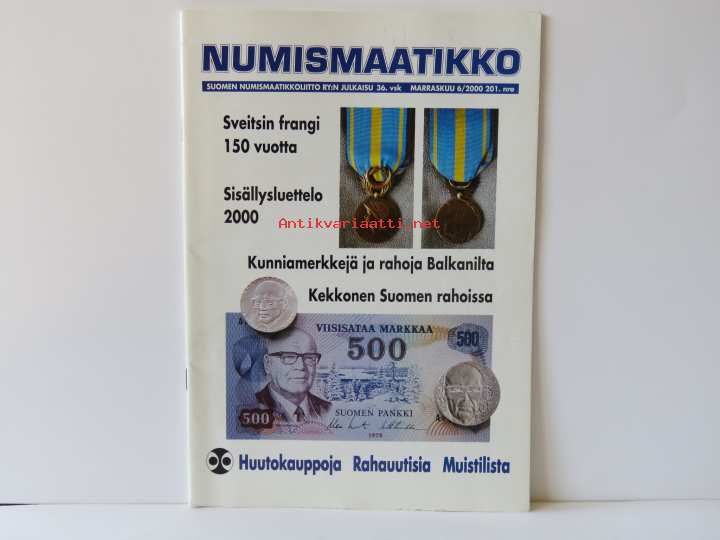 NUMISMAATIKKO
SUOMEN NUMISMAATIKKOLIITTO RY:N JULKAISU 36. vsk MARRASKUU 6/2000 201. nro
Sveitsin frangi
150 vuotta
Sisällysluettelo
2000
Antikvariaatti.net
Kunniamerkkejä ja rahoja Balkanilta
Kekkonen Suomen rahoissa
VIISISATAA MARKKAA
500
500
500
SUOMEN PANKKI
1975
Huutokauppoja Rahauutisia Muistilista